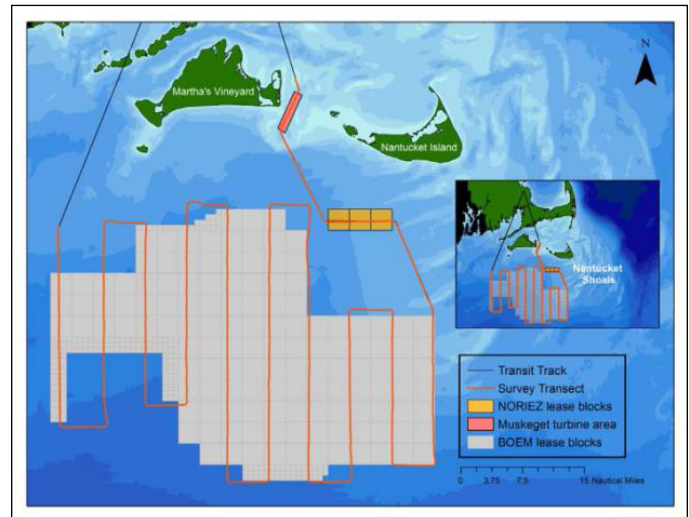 N
Martha's Vineyard
Nantucket Island
Nantucket
Shoals
Transit Track
Survey Transect
NORIEZ lease blocks
Muskeget turbine area
BOEM lease blocks
0 3.75 7.5 15 Nautical Miles